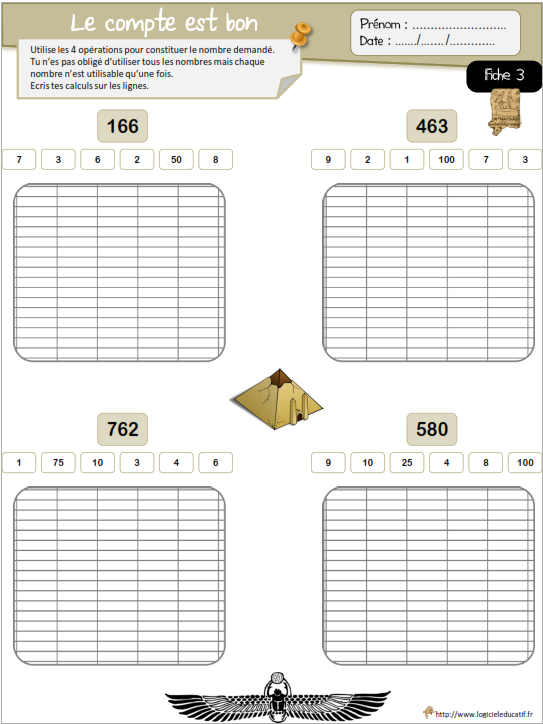 Le compte est bon
Prénom : ..........................
Date : ......./......./.............
Utilise les 4 opérations pour constituer le nombre demandé.
Tu n'es pas obligé d'utiliser tous les nombres mais chaque
nombre n'est utilisable qu'une fois.
Ecris tes calculs sur les lignes.
Fiche 3
166
7 3 6 2 50 8
463
9 2 1 100 7 3
762
1 75 10 3 4 6
580
9 10 25 4 8 100
http://www.logicieleducatif.fr